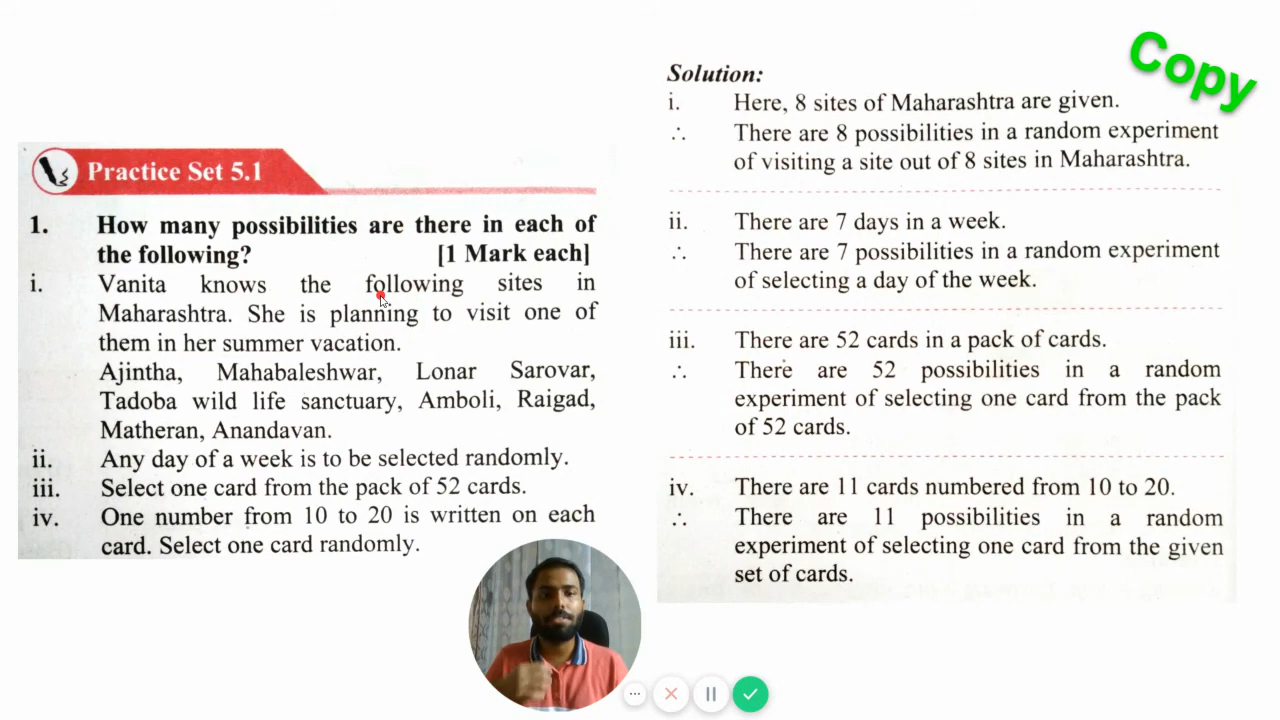 Practice Set 5.1
1. How many possibilities are there in each of
the following? [1 Mark each]
i. Vanita knows the following sites in
Maharashtra. She is planning to visit one of
them in her summer vacation.
Ajintha, Mahabaleshwar, Lonar Sarovar,
Tadoba wild life sanctuary, Amboli, Raigad,
Matheran, Anandavan.
ii. Any day of a week is to be selected randomly.
iii. Select one card from the pack of 52 cards.
iv. One number from 10 to 20 is written on each
card. Select one card randomly.
Copy
Solution:
i. Here, 8 sites of Maharashtra are given.
∴ There are 8 possibilities in a random experiment
of visiting a site out of 8 sites in Maharashtra.
ii. There are 7 days in a week.
∴ There are 7 possibilities in a random experiment
of selecting a day of the week.
iii. There are 52 cards in a pack of cards.
∴ There are 52 possibilities in a random
experiment of selecting one card from the pack
of 52 cards.
iv. There are 11 cards numbered from 10 to 20.
∴ There are 11 possibilities in a random
experiment of selecting one card from the given
set of cards.